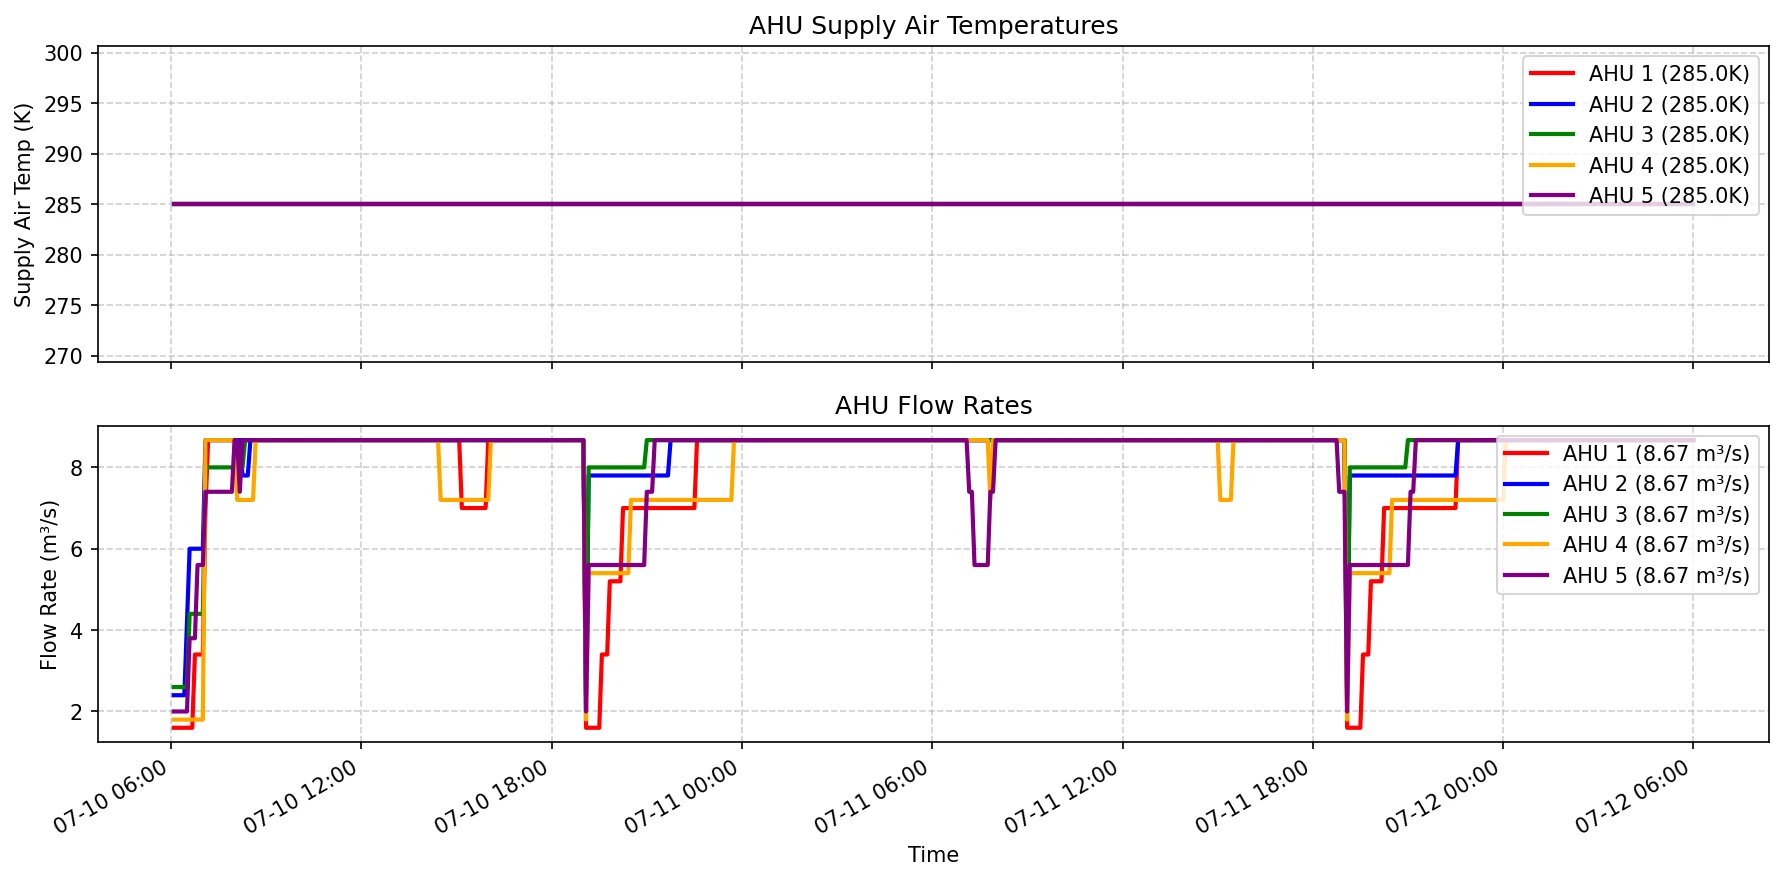 AHU Supply Air Temperatures
Supply Air Temp (K)
300
295
290
285
280
275
270
AHU 1 (285.0K)
AHU 2 (285.0K)
AHU 3 (285.0K)
AHU 4 (285.0K)
AHU 5 (285.0K)
AHU Flow Rates
Flow Rate (m³/s)
8
6
4
2
AHU 1 (8.67 m³/s)
AHU 2 (8.67 m³/s)
AHU 3 (8.67 m³/s)
AHU 4 (8.67 m³/s)
AHU 5 (8.67 m³/s)
07-10 06:00
07-10 12:00
07-10 18:00
07-11 00:00
07-11 06:00
07-11 12:00
07-11 18:00
07-12 00:00
07-12 06:00
Time